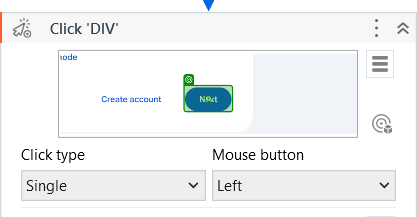 Click 'DIV'
node
Create account
Next
Click type
Mouse button
Single
Left